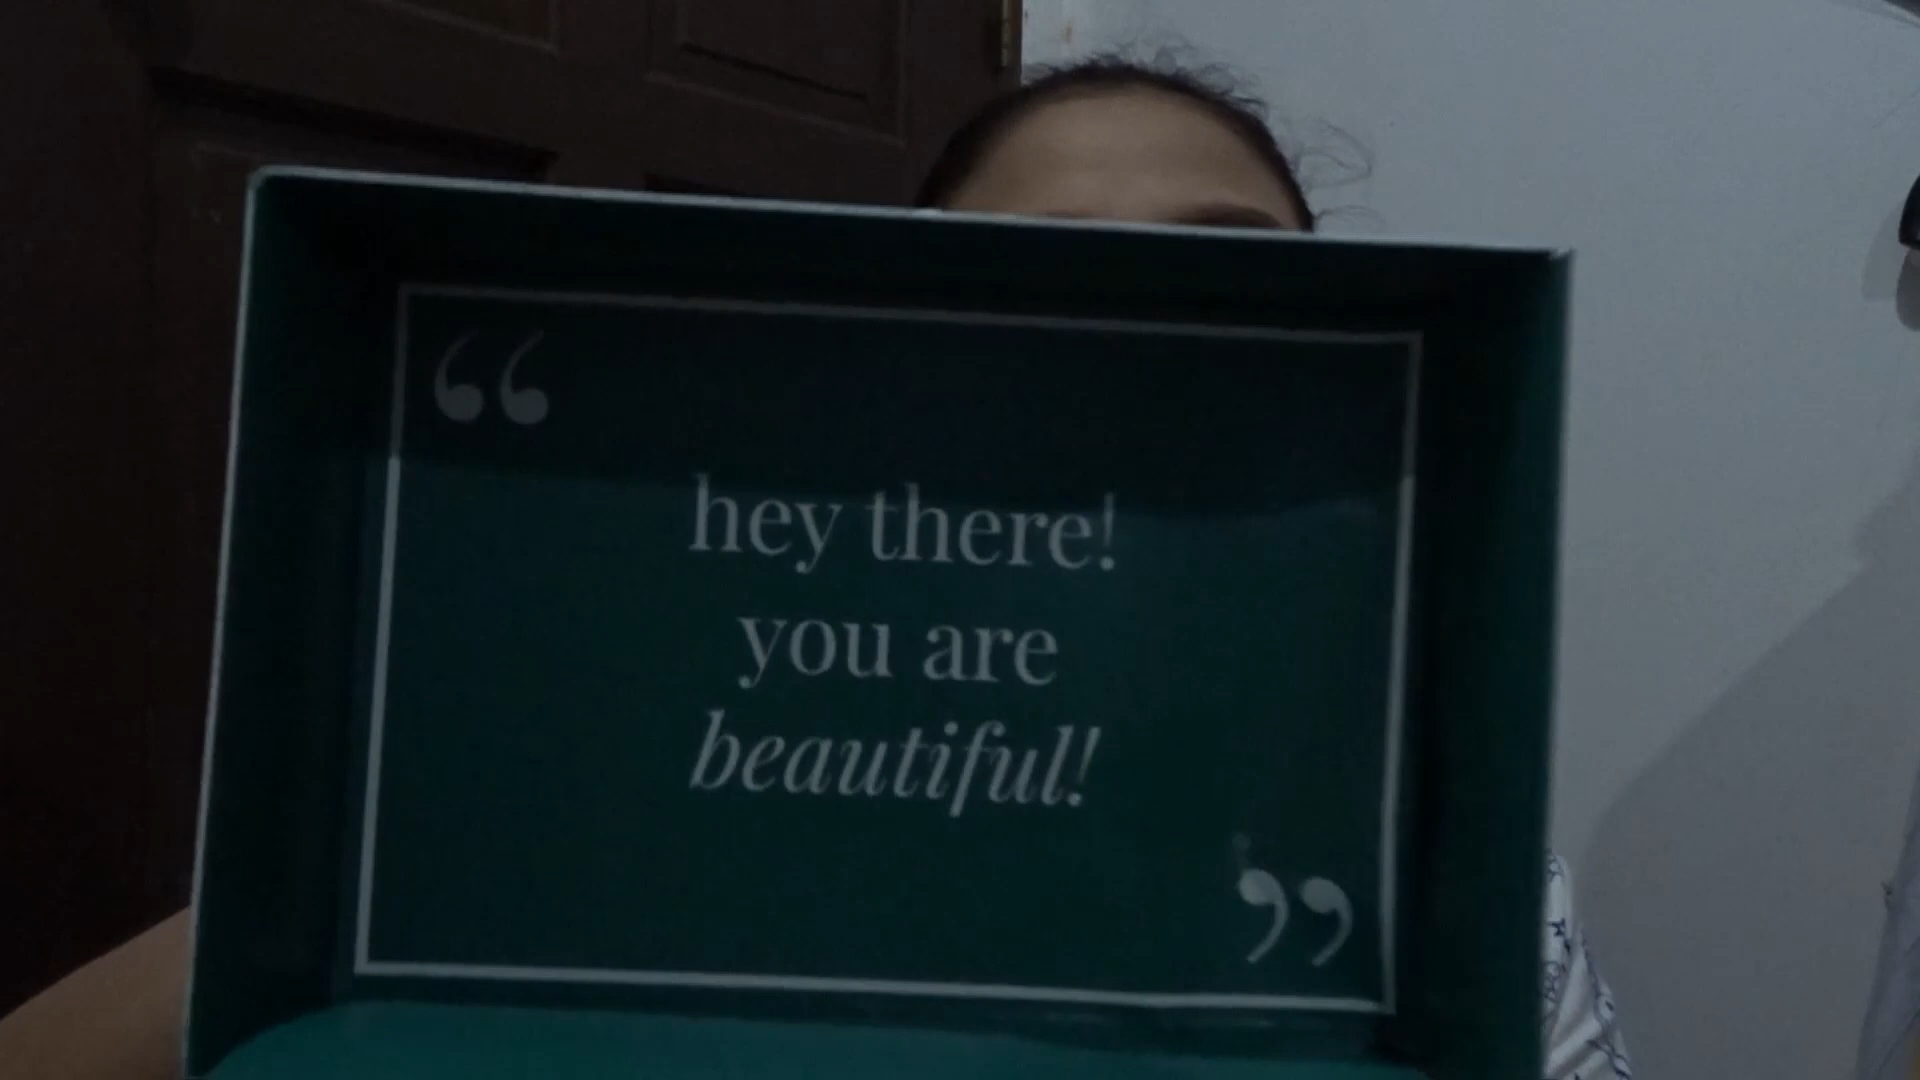 “
hey there!
you are
beautiful!
”